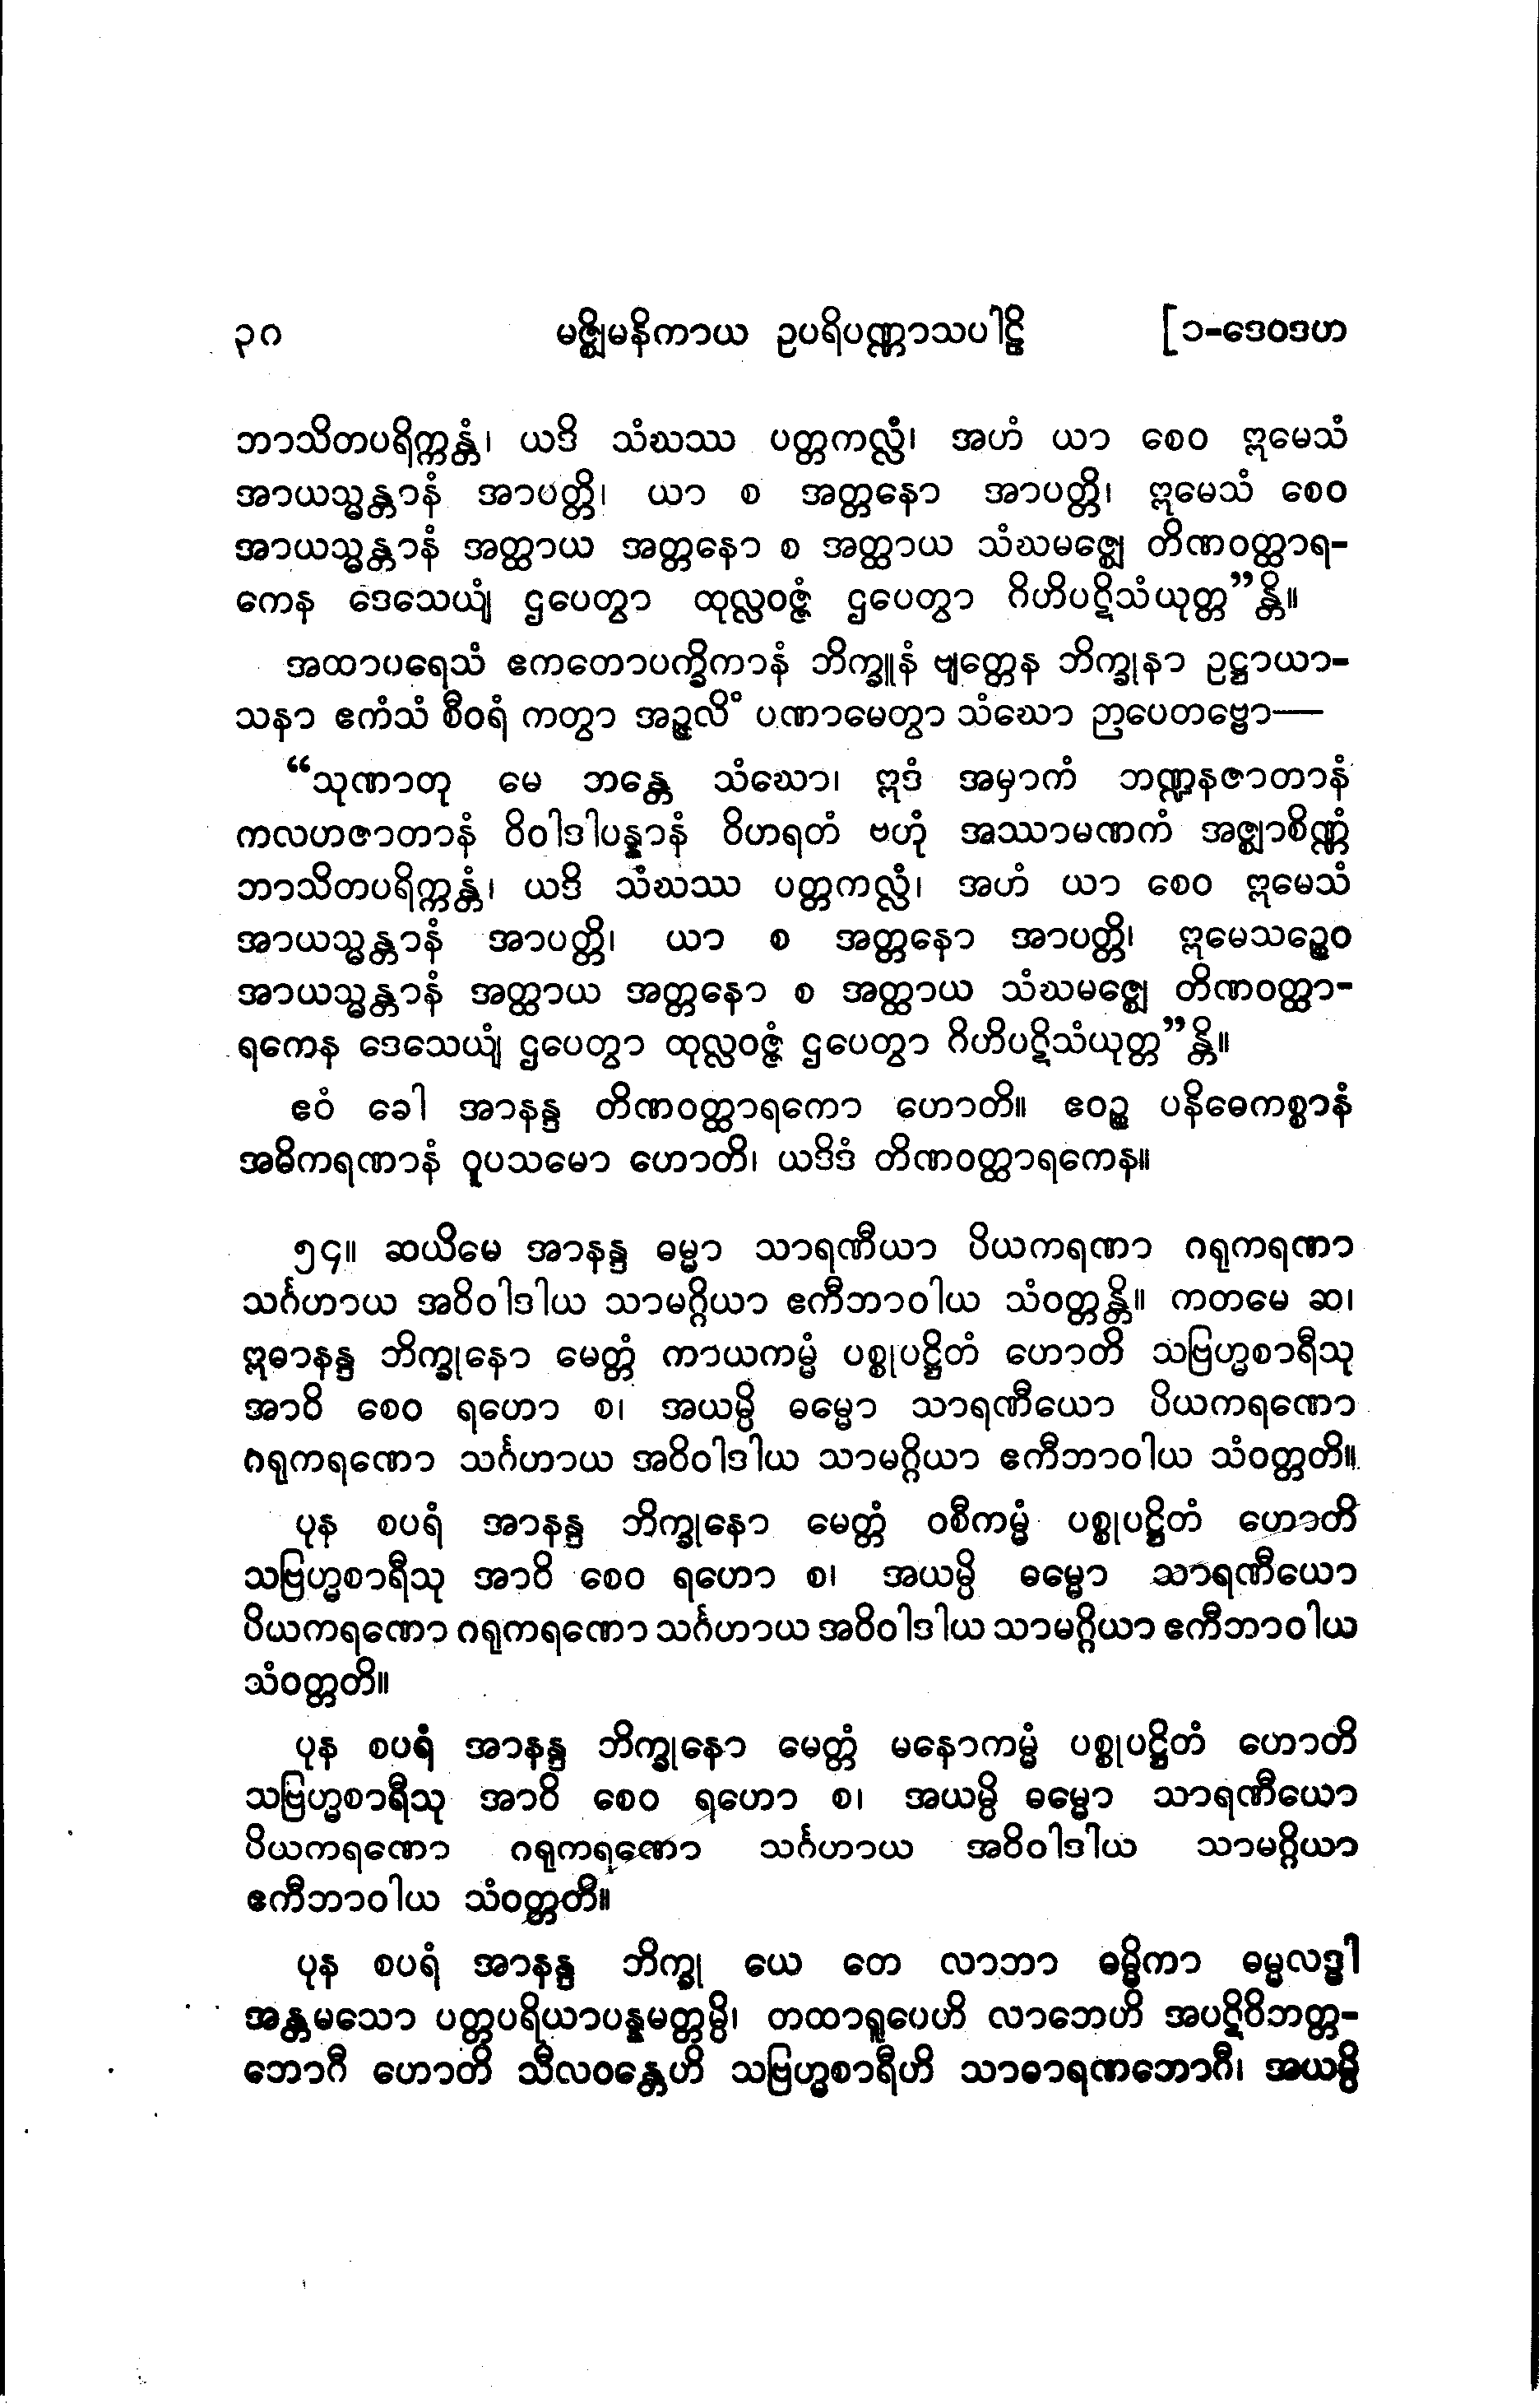 ၃၀ မဇ္ဈိမနိကာယ ဥပရိပဏ္ဏာသပါဠိ [၁-ဒေဝဒဟ
ဘာသိတပရိက္ကန္တံ၊ ယဒိ သံဃဿ ပတ္တကလ္လံ၊ အဟံ ယာ စေဝ ဣမေသံ
အာယသ္မန္တာနံ အာပတ္တိ၊ ယာ စ အတ္တနော အာပတ္တိ၊ ဣမေသံ စေဝ
အာယသ္မန္တာနံ အတ္ထာယ အတ္တနော စ အတ္ထာယ သံဃမဇ္ဈေ တိဏဝတ္ထာရ-
ကေန ဒေသေယျံ ဌပေတွာ ထုလ္လဝဇ္ဇံ ဌပေတွာ ဂိဟိပဋိသံယုတ္တ”န္တိ။
အထာပရေသံ ဧကတောပက္ခိကာနံ ဘိက္ခူနံ ဗျတ္တေန ဘိက္ခုနာ ဥဋ္ဌာယာ-
သနာ ဧကံသံ စီဝရံ ကတွာ အဉ္ဇလိံ ပဏာမေတွာ သံဃော ဉာပေတဗ္ဗော—
“သုဏာတု မေ ဘန္တေ သံဃော၊ ဣဒံ အမှာကံ ဘဏ္ဍနဇာတာနံ
ကလဟဇာတာနံ ဝိဝါဒါပန္နာနံ ဝိဟရတံ ဗဟုံ အဿာမဏကံ အဇ္ဈာစိဏ္ဏံ
ဘာသိတပရိက္ကန္တံ၊ ယဒိ သံဃဿ ပတ္တကလ္လံ၊ အဟံ ယာ စေဝ ဣမေသံ
အာယသ္မန္တာနံ အာပတ္တိ၊ ယာ စ အတ္တနော အာပတ္တိ၊ ဣမေသဉ္စေဝ
အာယသ္မန္တာနံ အတ္ထာယ အတ္တနော စ အတ္ထာယ သံဃမဇ္ဈေ တိဏဝတ္ထာ-
ရကေန ဒေသေယျံ ဌပေတွာ ထုလ္လဝဇ္ဇံ ဌပေတွာ ဂိဟိပဋိသံယုတ္တ”န္တိ။
ဧဝံ ခေါ အာနန္ဒ တိဏဝတ္ထာရကော ဟောတိ။ ဧဝဉ္စ ပနိဓေကစ္စာနံ
အဓိကရဏာနံ ဝူပသမော ဟောတိ၊ ယဒိဒံ တိဏဝတ္ထာရကေန။
၅၄။ ဆယိမေ အာနန္ဒ ဓမ္မာ သာရဏီယာ ပိယကရဏာ ဂရုကရဏာ
သင်္ဂဟာယ အဝိဝါဒါယ သာမဂ္ဂိယာ ဧကီဘာဝါယ သံဝတ္တန္တိ။ ကတမေ ဆ၊
ဣဓာနန္ဒ ဘိက္ခုနော မေတ္တံ ကာယကမ္မံ ပစ္စုပဋ္ဌိတံ ဟောတိ သဗြဟ္မစာရီသု
အာဝိ စေဝ ရဟော စ၊ အယမ္ပိ ဓမ္မော သာရဏီယော ပိယကရဏော
ဂရုကရဏော သင်္ဂဟာယ အဝိဝါဒါယ သာမဂ္ဂိယာ ဧကီဘာဝါယ သံဝတ္တတိ။
ပုန စပရံ အာနန္ဒ ဘိက္ခုနော မေတ္တံ ဝစီကမ္မံ ပစ္စုပဋ္ဌိတံ ဟောတိ
သဗြဟ္မစာရီသု အာဝိ စေဝ ရဟော စ၊ အယမ္ပိ ဓမ္မော သာရဏီယော
ပိယကရဏော ဂရုကရဏော သင်္ဂဟာယ အဝိဝါဒါယ သာမဂ္ဂိယာ ဧကီဘာဝါယ
သံဝတ္တတိ။
ပုန စပရံ အာနန္ဒ ဘိက္ခုနော မေတ္တံ မနောကမ္မံ ပစ္စုပဋ္ဌိတံ ဟောတိ
သဗြဟ္မစာရီသု အာဝိ စေဝ ရဟော စ၊ အယမ္ပိ ဓမ္မော သာရဏီယော
ပိယကရဏော ဂရုကရဏော သင်္ဂဟာယ အဝိဝါဒါယ သာမဂ္ဂိယာ
ဧကီဘာဝါယ သံဝတ္တတိ။
ပုန စပရံ အာနန္ဒ ဘိက္ခု ယေ တေ လာဘာ ဓမ္မိကာ ဓမ္မလဒ္ဓါ
အန္တမသော ပတ္တပရိယာပန္နမတ္တမ္ပိ၊ တထာရူပေဟိ လာဘေဟိ အပဋိဝိဘတ္တ-
ဘောဂီ ဟောတိ သီလဝန္တေဟိ သဗြဟ္မစာရီဟိ သာဓာရဏဘောဂီ၊ အယမ္ပိ